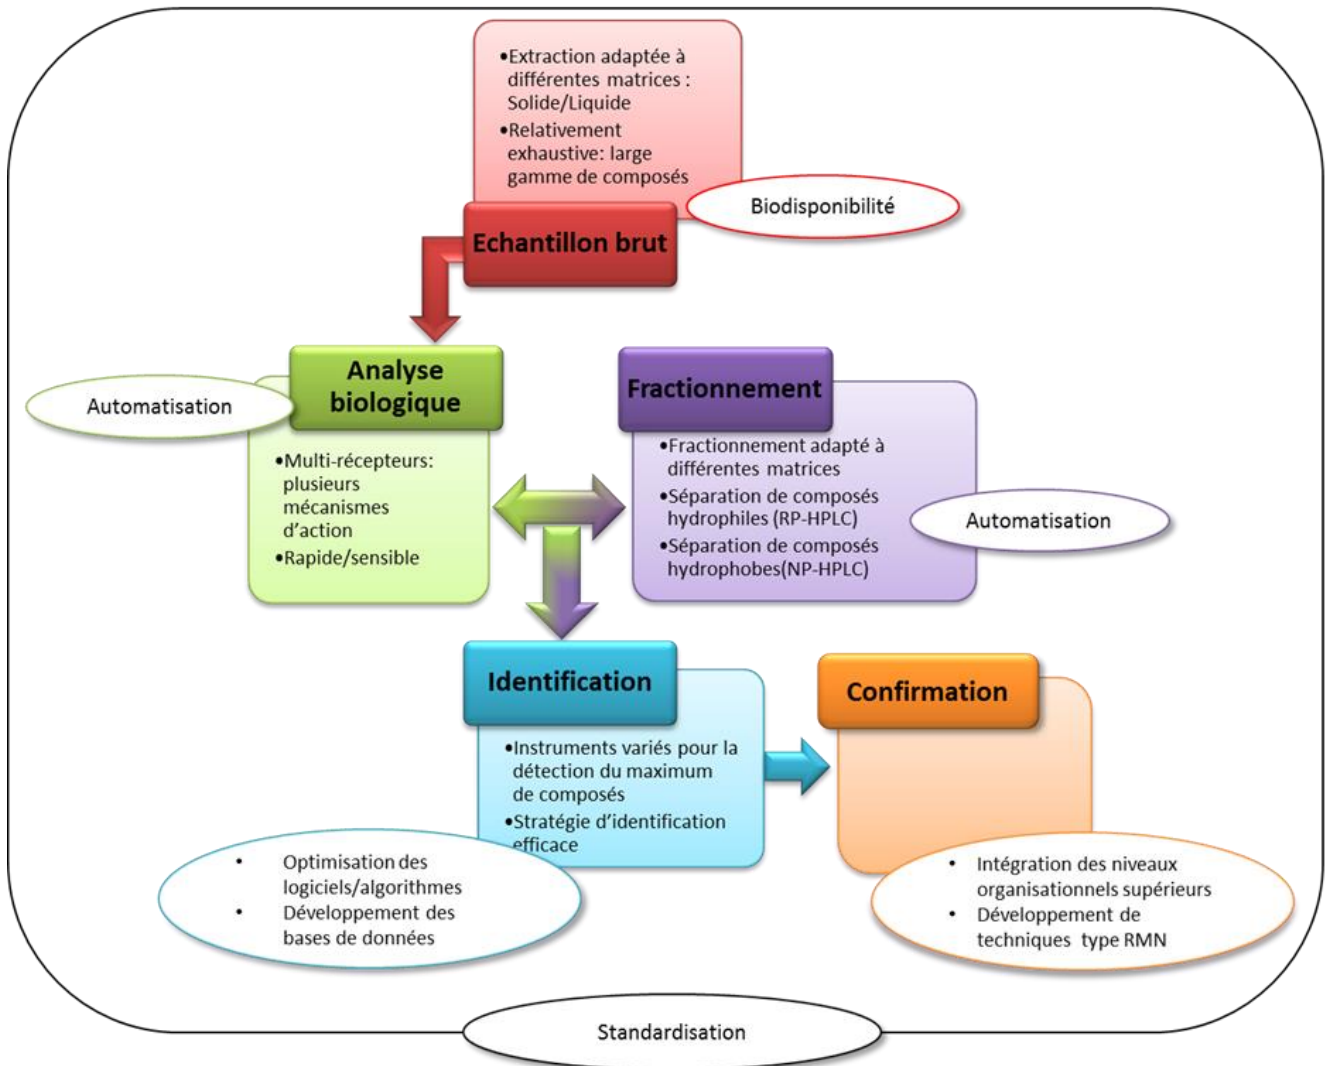 •Extraction adaptée à
différentes matrices :
Solide/Liquide
•Relativement
exhaustive: large
gamme de composés
Biodisponibilité
Echantillon brut
Analyse
biologique
Automatisation
•Multi-récepteurs:
plusieurs
mécanismes
d'action
•Rapide/sensible
Fractionnement
•Fractionnement adapté à
différentes matrices
•Séparation de composés
hydrophiles (RP-HPLC)
•Séparation de composés
hydrophobes(NP-HPLC)
Automatisation
Identification
•Instruments variés pour la
détection du maximum
de composés
•Stratégie d'identification
efficace
• Optimisation des
logiciels/algorithmes
• Développement des
bases de données
Confirmation
• Intégration des niveaux
organisationnels supérieurs
• Développement de
techniques type RMN
Standardisation